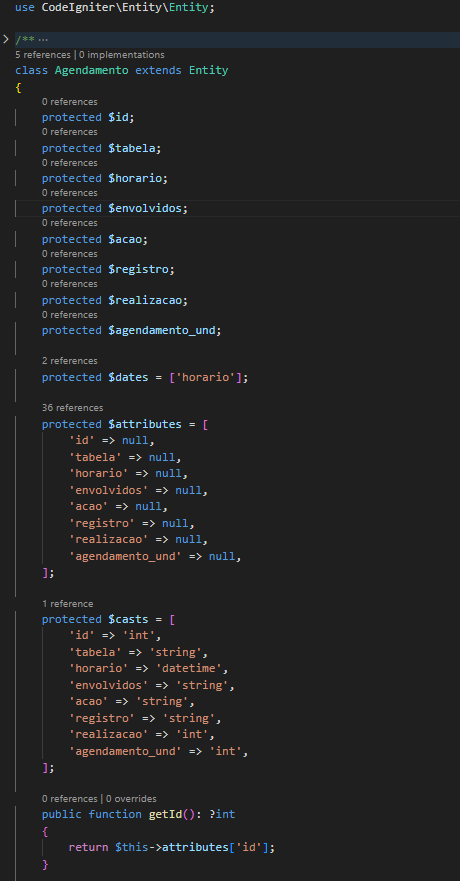 use CodeIgniter\Entity\Entity;
/** ···
5 references | 0 implementations
class Agendamento extends Entity
{
0 references
protected $id;
0 references
protected $tabela;
0 references
protected $horario;
0 references
protected $envolvidos;
0 references
protected $acao;
0 references
protected $registro;
0 references
protected $realizacao;
0 references
protected $agendamento_und;
2 references
protected $dates = ['horario'];
36 references
protected $attributes = [
'id' => null,
'tabela' => null,
'horario' => null,
'envolvidos' => null,
'acao' => null,
'registro' => null,
'realizacao' => null,
'agendamento_und' => null,
];
1 reference
protected $casts = [
'id' => 'int',
'tabela' => 'string',
'horario' => 'datetime',
'envolvidos' => 'string',
'acao' => 'string',
'registro' => 'string',
'realizacao' => 'int',
'agendamento_und' => 'int',
];
0 references | 0 overrides
public function getId(): ?int
{
return $this->attributes['id'];
}